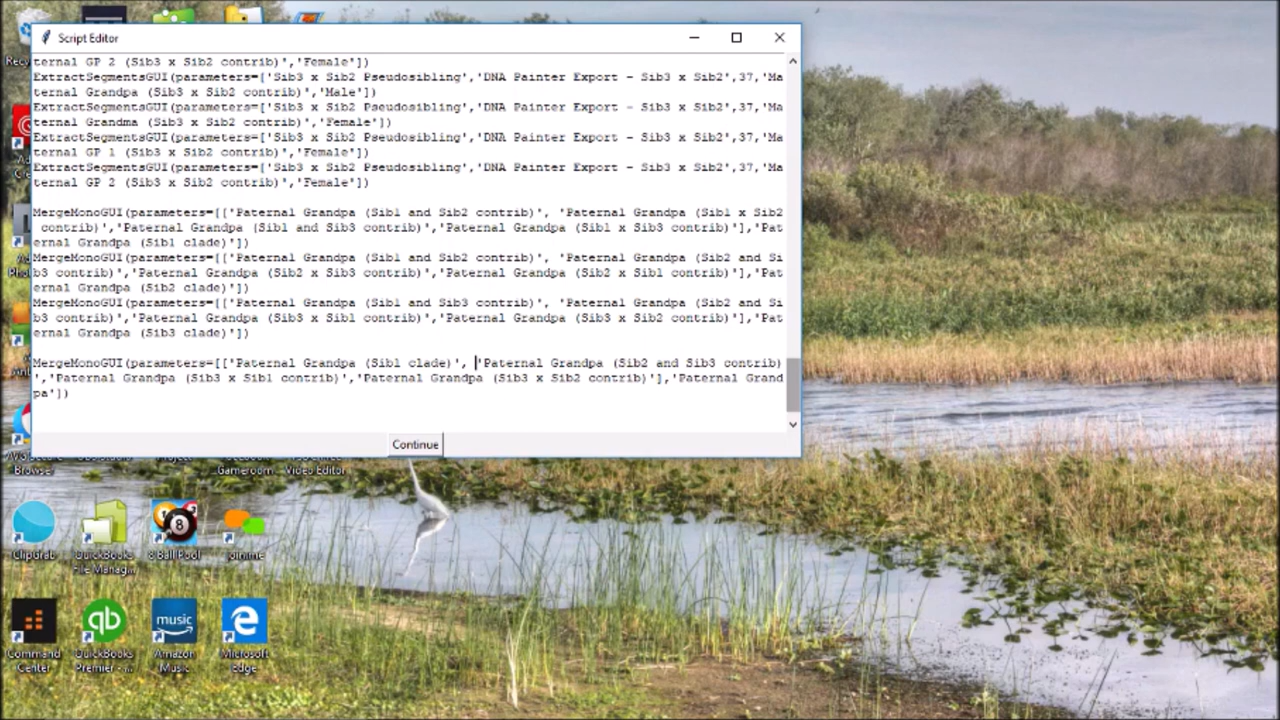 Script Editor
ternal GP 2 (Sib3 x Sib2 contrib)','Female'])
ExtractSegmentsGUI(parameters=['Sib3 x Sib2 Pseudosibling','DNA Painter Export - Sib3 x Sib2',37,'Ma
ternal Grandpa (Sib3 x Sib2 contrib)','Male'])
ExtractSegmentsGUI(parameters=['Sib3 x Sib2 Pseudosibling','DNA Painter Export - Sib3 x Sib2',37,'Ma
ternal Grandma (Sib3 x Sib2 contrib)','Female'])
ExtractSegmentsGUI(parameters=['Sib3 x Sib2 Pseudosibling','DNA Painter Export - Sib3 x Sib2',37,'Ma
ternal GP 1 (Sib3 x Sib2 contrib)','Female'])
ExtractSegmentsGUI(parameters=['Sib3 x Sib2 Pseudosibling','DNA Painter Export - Sib3 x Sib2',37,'Ma
ternal GP 2 (Sib3 x Sib2 contrib)','Female'])
MergeMonoGUI(parameters=[['Paternal Grandpa (Sib1 and Sib2 contrib)', 'Paternal Grandpa (Sib1 x Sib2
contrib)','Paternal Grandpa (Sib1 and Sib3 contrib)','Paternal Grandpa (Sib1 x Sib3 contrib)'],'Pat
ernal Grandpa (Sib1 clade)'])
MergeMonoGUI(parameters=[['Paternal Grandpa (Sib1 and Sib2 contrib)', 'Paternal Grandpa (Sib2 and Si
b3 contrib)','Paternal Grandpa (Sib2 x Sib3 contrib)','Paternal Grandpa (Sib2 x Sib1 contrib)'],'Pat
ernal Grandpa (Sib2 clade)'])
MergeMonoGUI(parameters=[['Paternal Grandpa (Sib1 and Sib3 contrib)', 'Paternal Grandpa (Sib2 and Si
b3 contrib)','Paternal Grandpa (Sib3 x Sib1 contrib)','Paternal Grandpa (Sib3 x Sib2 contrib)'],'Pat
ernal Grandpa (Sib3 clade)'])
MergeMonoGUI(parameters=[['Paternal Grandpa (Sib1 clade)', 'Paternal Grandpa (Sib2 and Sib3 contrib)
','Paternal Grandpa (Sib3 x Sib1 contrib)','Paternal Grandpa (Sib3 x Sib2 contrib)'],'Paternal Grand
pa'])
Continue
Browser
Gameroom
Video Editor
ClipGrab
QuickBooks
File Manag...
8 Ball Pool
join.me
Command
Center
QuickBooks
Premier - ...
Amazon
Music
Microsoft
Edge
music
qb